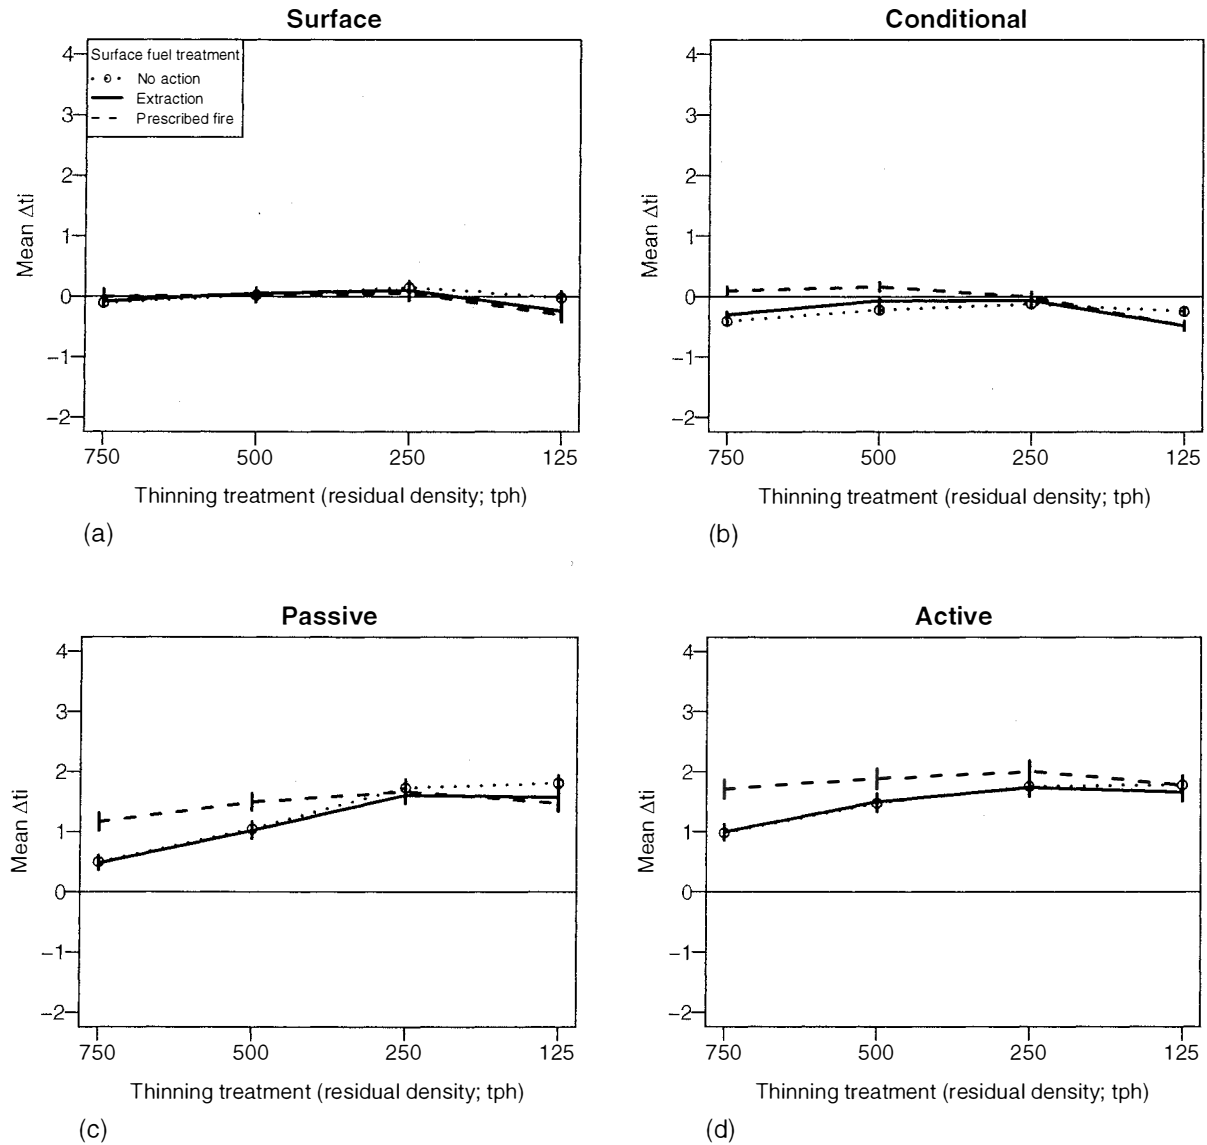 Surface
4
3
2
1
0
−1
−2
Mean Δti
Surface fuel treatment
No action
Extraction
Prescribed fire
750 500 250 125
Thinning treatment (residual density; tph)
(a)
Conditional
4
3
2
1
0
−1
−2
Mean Δti
750 500 250 125
Thinning treatment (residual density; tph)
(b)
Passive
4
3
2
1
0
−1
−2
Mean Δti
750 500 250 125
Thinning treatment (residual density; tph)
(c)
Active
4
3
2
1
0
−1
−2
Mean Δti
750 500 250 125
Thinning treatment (residual density; tph)
(d)